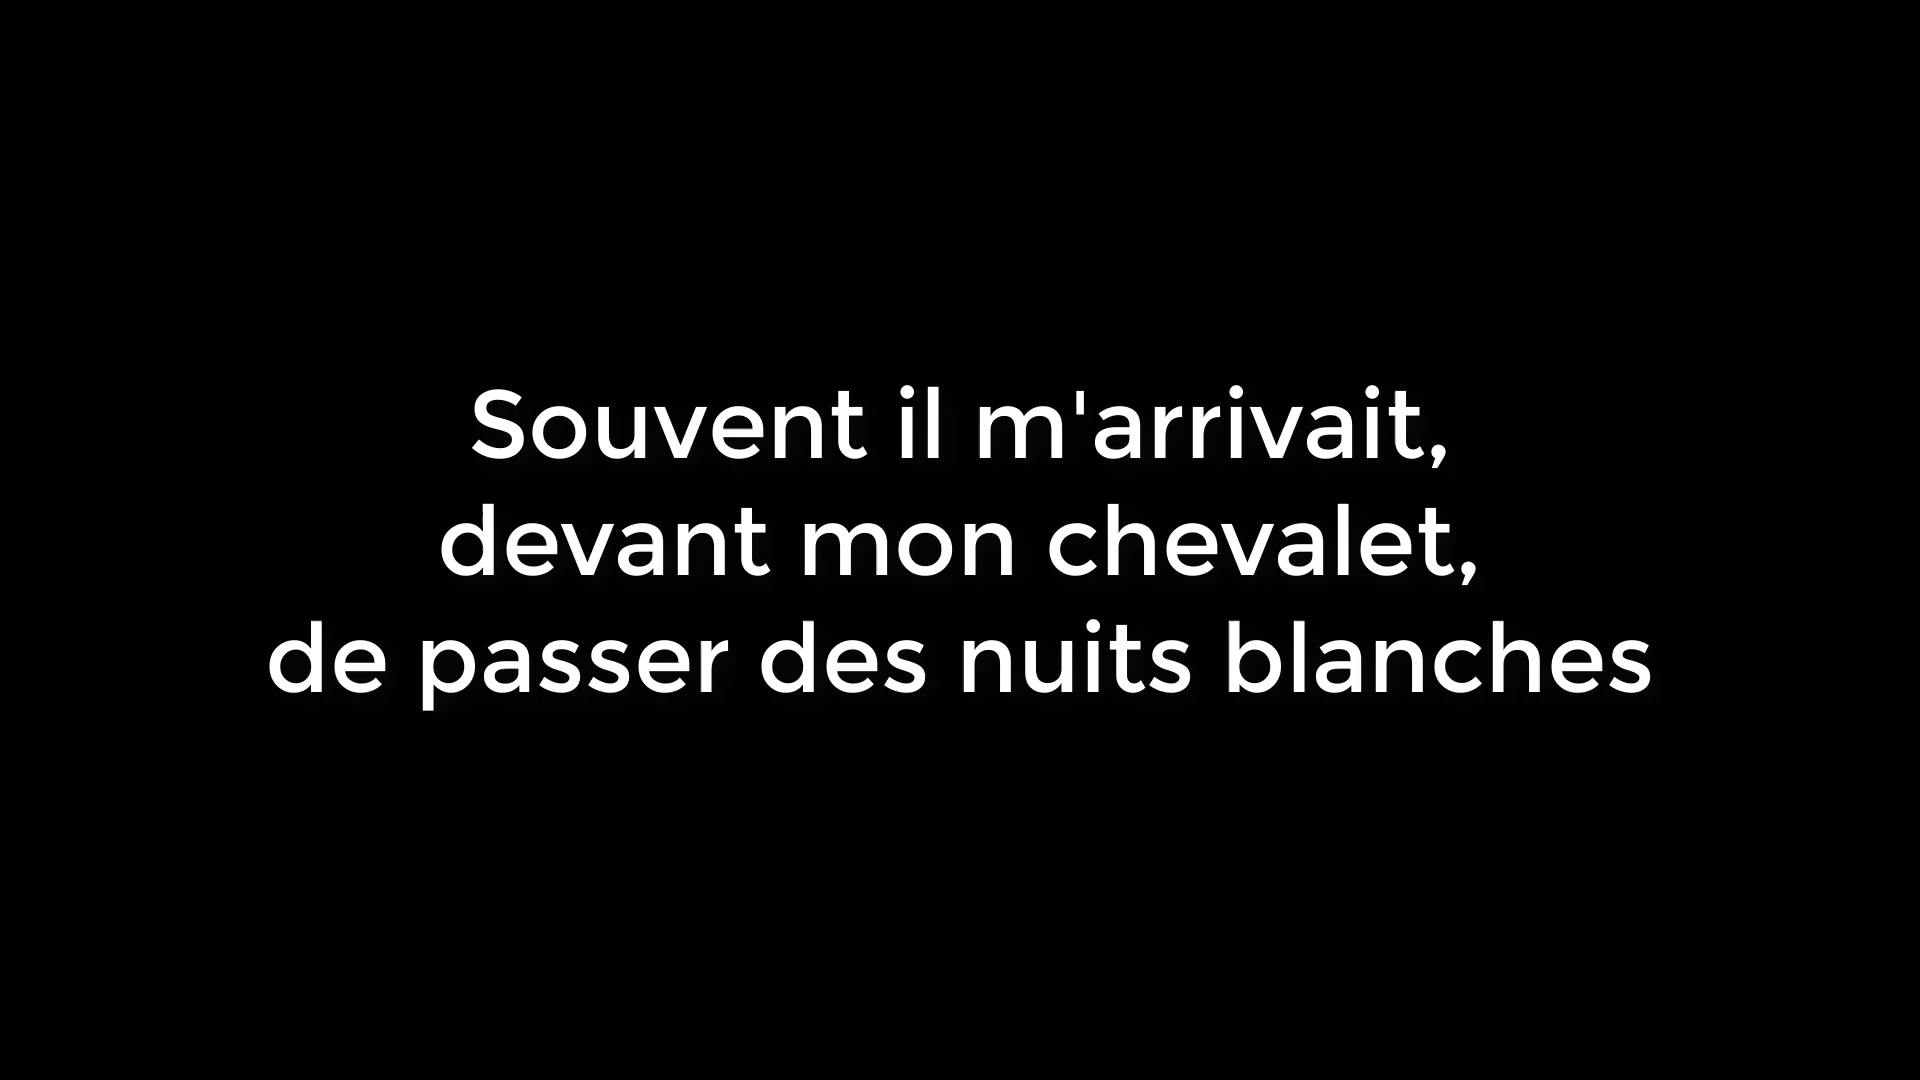 Souvent il m'arrivait,
devant mon chevalet,
de passer des nuits blanches